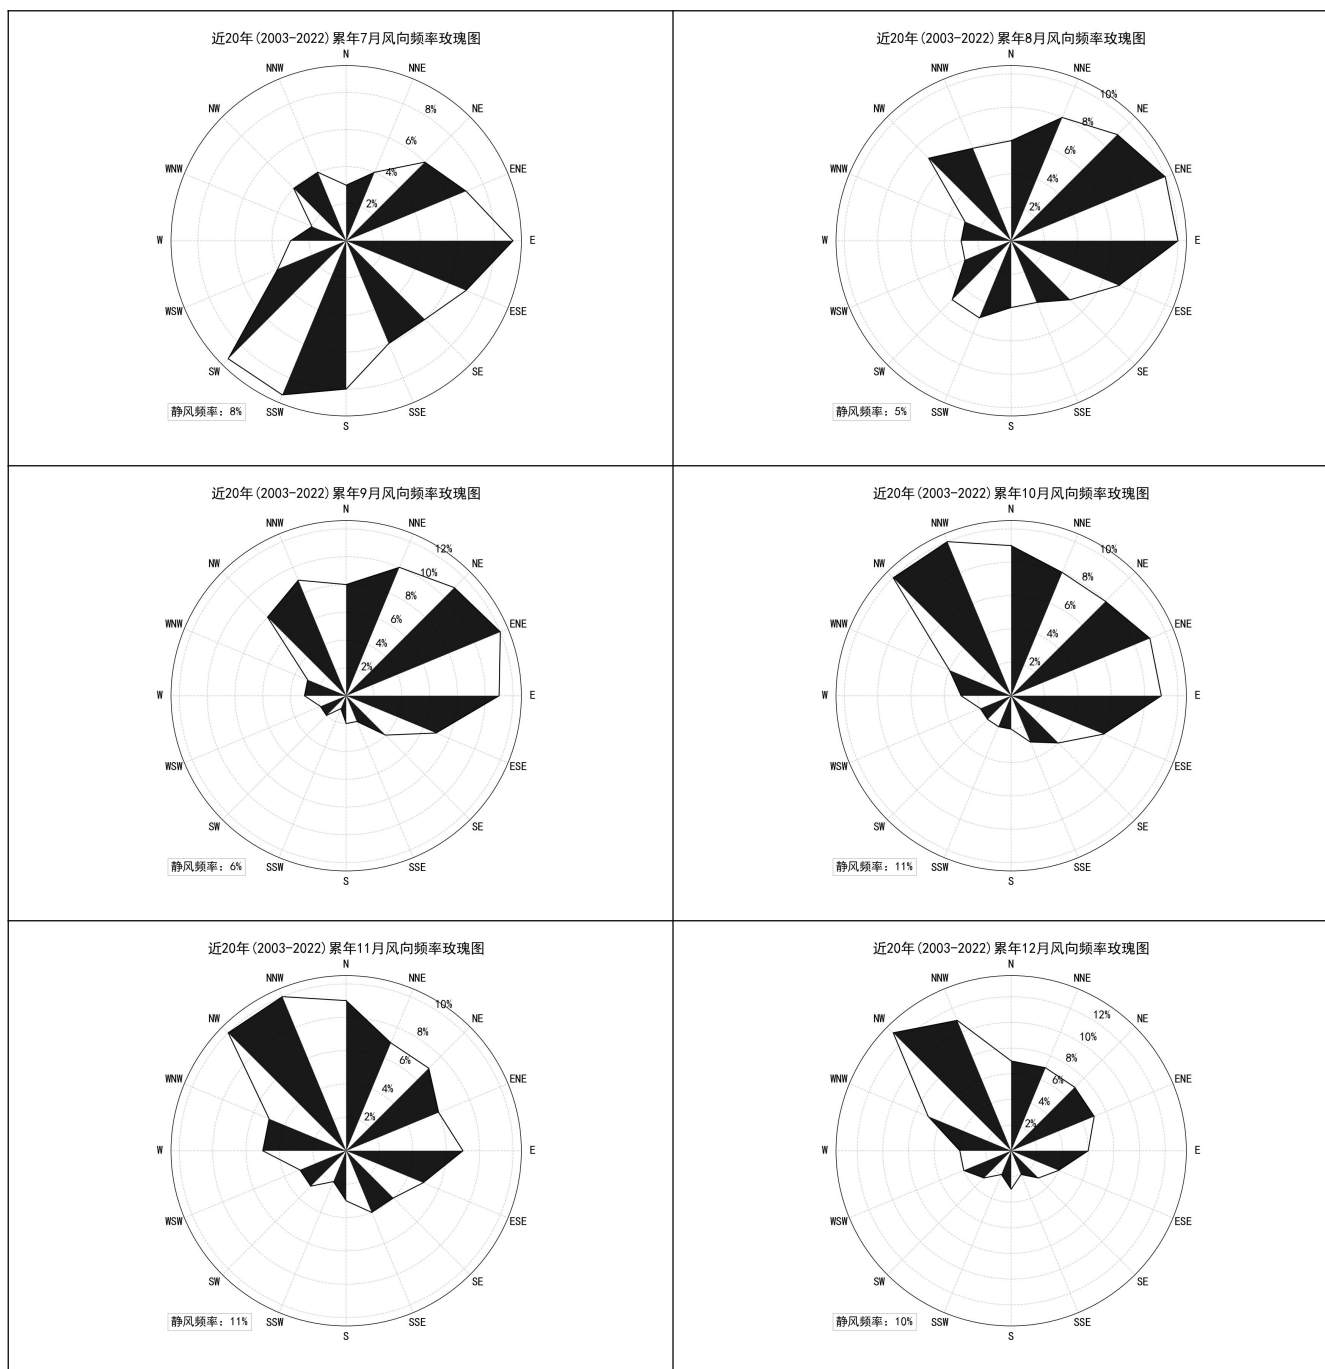 近20年(2003-2022)累年7月风向频率玫瑰图
N
NNW
NNE
8%
NW
NE
6%
WNW
4%
ENE
2%
W
E
WSW
ESE
SW
SE
静风频率: 8%
SSW
SSE
S
近20年(2003-2022)累年8月风向频率玫瑰图
N
NNW
NNE
10%
NW
NE
8%
6%
WNW
4%
ENE
2%
W
E
WSW
ESE
SW
SE
静风频率: 5%
SSW
SSE
S
近20年(2003-2022)累年9月风向频率玫瑰图
N
NNW
NNE
12%
NW
10%
NE
8%
6%
WNW
4%
ENE
2%
W
E
WSW
ESE
SW
SE
静风频率: 6%
SSW
SSE
S
近20年(2003-2022)累年10月风向频率玫瑰图
N
NNW
NNE
10%
NW
8%
NE
6%
WNW
4%
ENE
2%
W
E
WSW
ESE
SW
SE
静风频率: 11%
SSW
SSE
S
近20年(2003-2022)累年11月风向频率玫瑰图
N
NNW
NNE
10%
NW
8%
NE
6%
WNW
4%
ENE
2%
W
E
WSW
ESE
SW
SE
静风频率: 11%
SSW
SSE
S
近20年(2003-2022)累年12月风向频率玫瑰图
N
NNW
NNE
12%
NW
10%
NE
8%
6%
WNW
4%
ENE
2%
W
E
WSW
ESE
SW
SE
静风频率: 10%
SSW
SSE
S